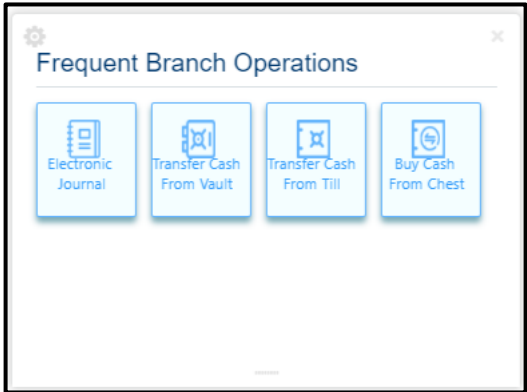 Frequent Branch Operations
Electronic
Journal
Transfer Cash
From Vault
Transfer Cash
From Till
Buy Cash
From Chest